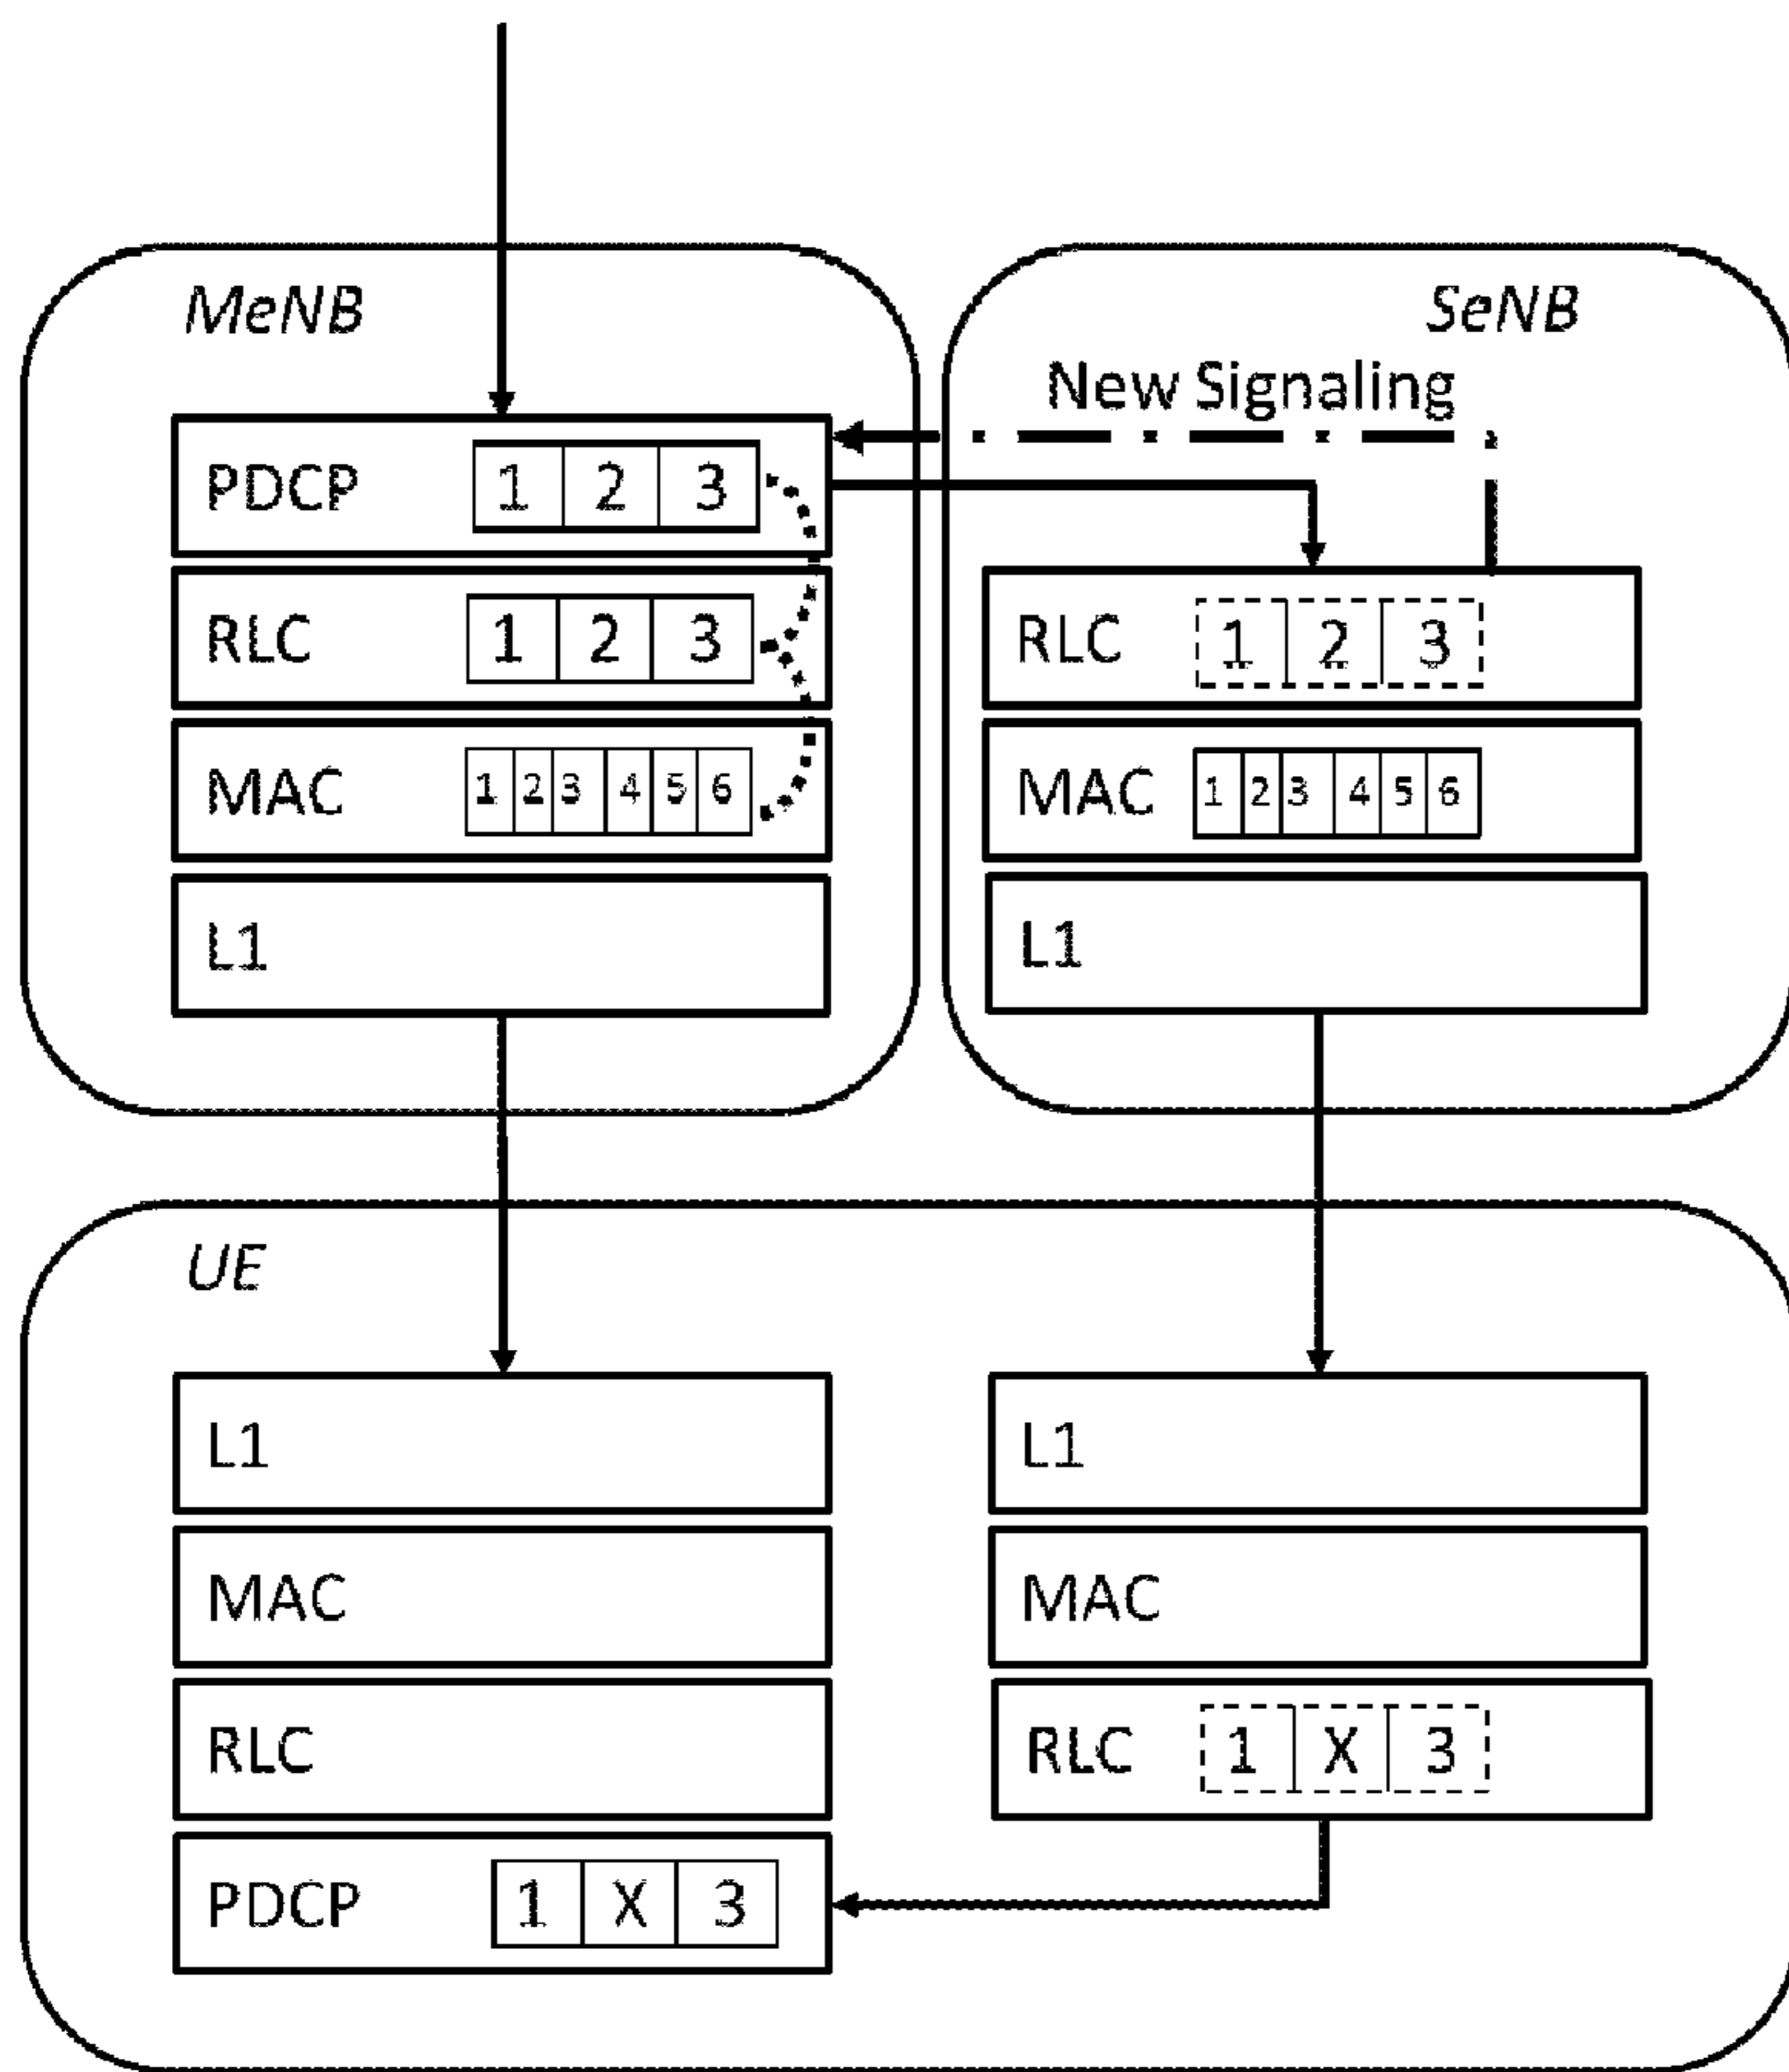 MeNB
SeNB
New Signaling
PDCP 1 2 3
RLC 1 2 3
RLC 1 2 3
MAC 1 2 3 4 5 6
MAC 1 2 3 4 5 6
L1
L1
UE
L1
L1
MAC
MAC
RLC
RLC 1 X 3
PDCP 1 X 3